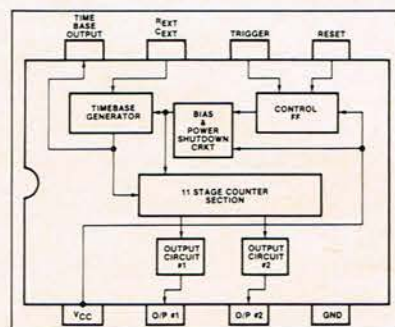 TIME
BASE
OUTPUT
REXT
CEXT
TRIGGER
RESET
TIMEBASE
GENERATOR
BIAS
&
POWER
SHUTDOWN
CRKT
CONTROL
FF
11 STAGE COUNTER
SECTION
OUTPUT
CIRCUIT
#1
OUTPUT
CIRCUIT
#2
VCC
O/P #1
O/P #2
GND